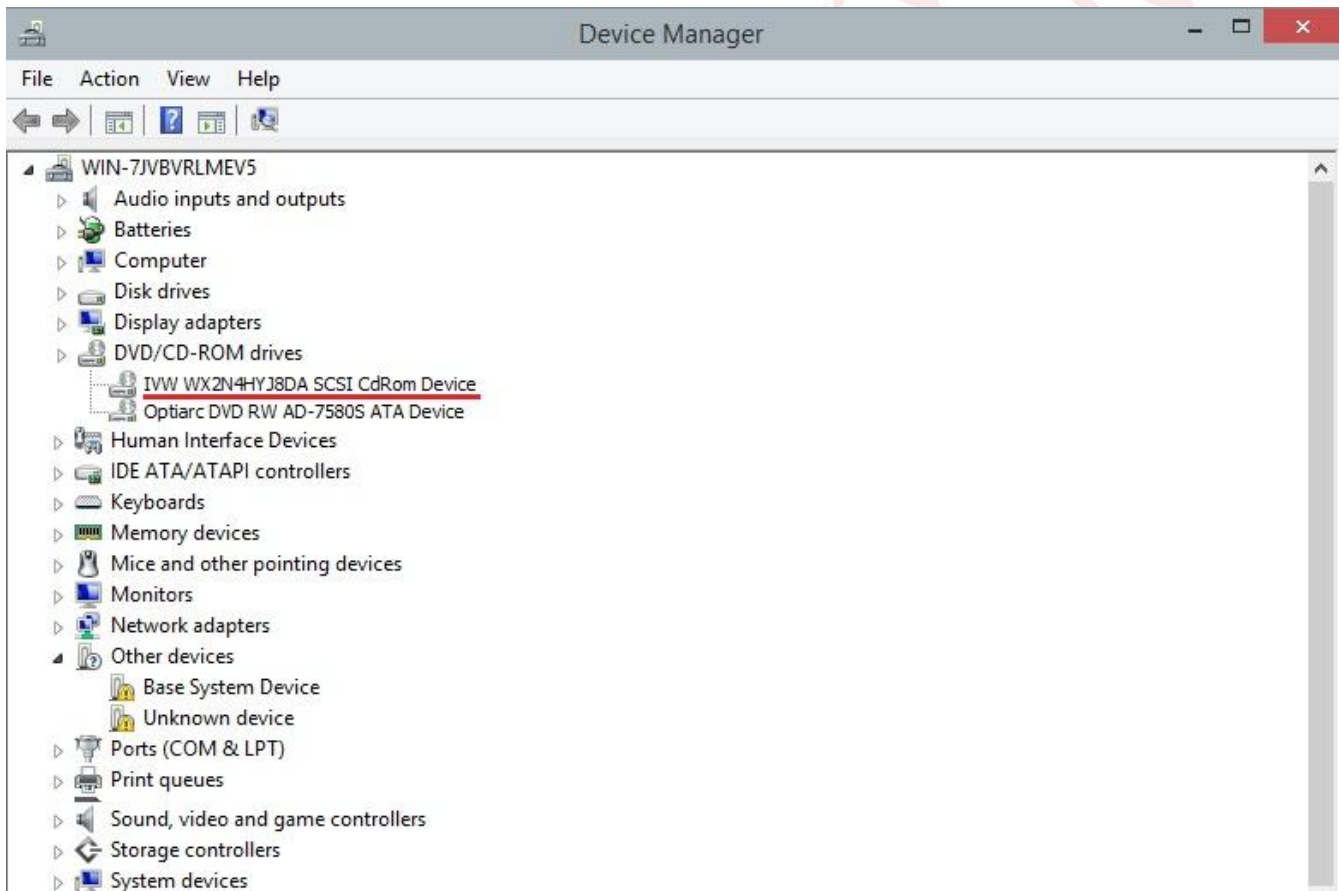 Device Manager
File Action View Help
WIN-7JVBVRLMEV5
Audio inputs and outputs
Batteries
Computer
Disk drives
Display adapters
DVD/CD-ROM drives
IVW WX2N4HYJ8DA SCSI CdRom Device
Optiarc DVD RW AD-7580S ATA Device
Human Interface Devices
IDE ATA/ATAPI controllers
Keyboards
Memory devices
Mice and other pointing devices
Monitors
Network adapters
Other devices
Base System Device
Unknown device
Ports (COM & LPT)
Print queues
Sound, video and game controllers
Storage controllers
System devices